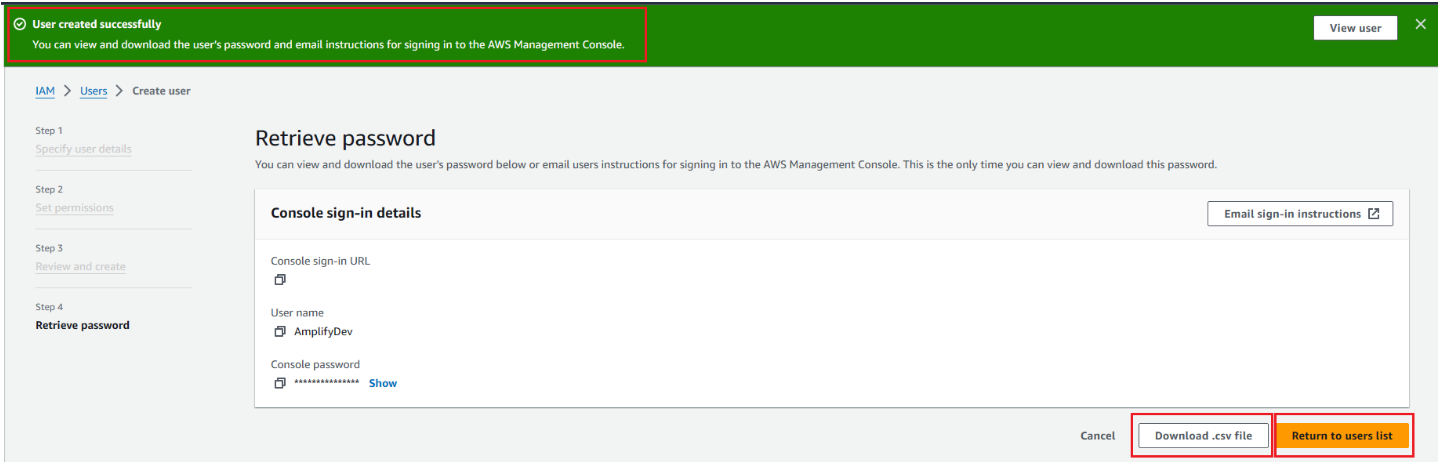 User created successfully
You can view and download the user's password and email instructions for signing in to the AWS Management Console.
View user
IAM > Users > Create user
Step 1
Specify user details
Step 2
Set permissions
Step 3
Review and create
Step 4
Retrieve password
Retrieve password
You can view and download the user's password below or email users instructions for signing in to the AWS Management Console. This is the only time you can view and download this password.
Console sign-in details
Email sign-in instructions
Console sign-in URL
User name
AmplifyDev
Console password
*************** Show
Cancel
Download .csv file
Return to users list